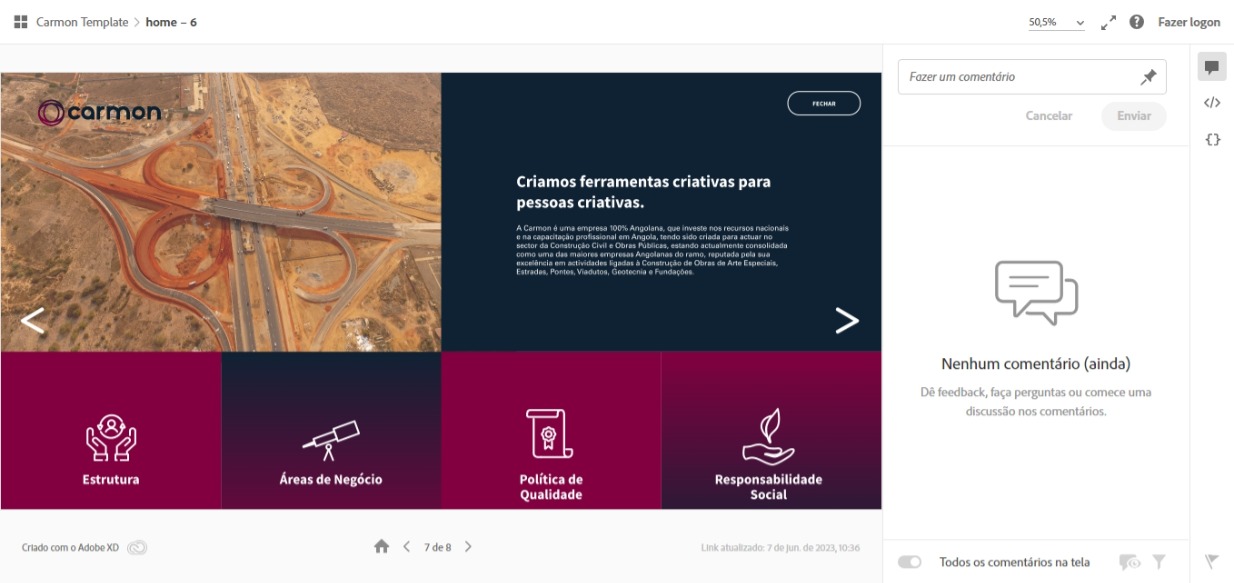 Carmon Template > home – 6
50,5%
Fazer logon
carmon
FECHAR
Criamos ferramentas criativas para
pessoas criativas.
A Carmon é uma empresa 100% Angolana, que investe nos recursos nacionais
e na capacitação profissional em Angola, tendo sido criada para actuar no
sector da Construção Civil e Obras Públicas, estando actualmente consolidada
como uma das maiores empresas Angolanas do ramo, reputada pela sua
excelência em actividades ligadas à Construção de Obras de Arte Especiais,
Estradas, Pontes, Viadutos, Geotecnia e Fundações.
Estrutura
Áreas de Negócio
Política de
Qualidade
Responsabilidade
Social
Criado com o Adobe XD
7 de 8
Link atualizado: 7 de jun. de 2023, 10:36
Fazer um comentário
Cancelar
Enviar
Nenhum comentário (ainda)
Dê feedback, faça perguntas ou comece uma
discussão nos comentários.
Todos os comentários na tela